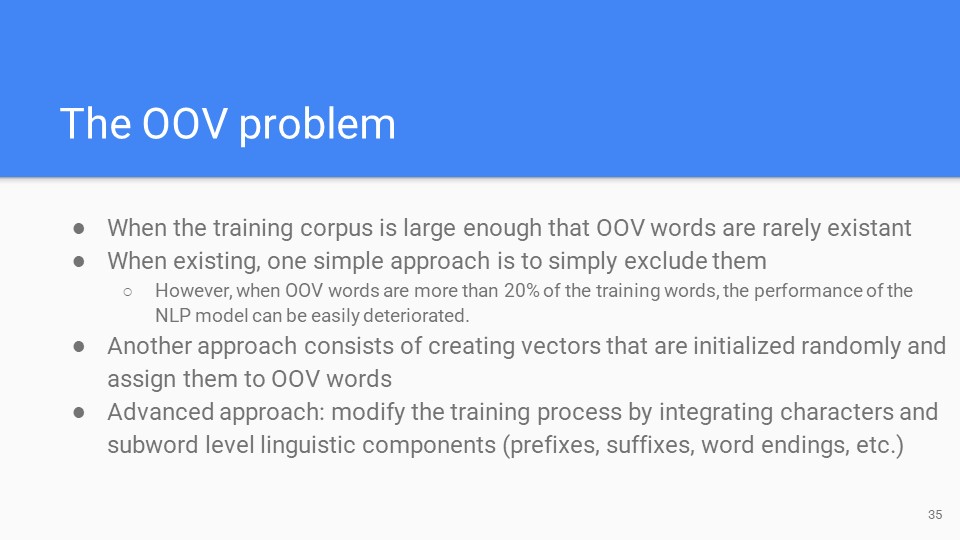 The OOV problem
● When the training corpus is large enough that OOV words are rarely existant
● When existing, one simple approach is to simply exclude them
○ However, when OOV words are more than 20% of the training words, the performance of the
NLP model can be easily deteriorated.
● Another approach consists of creating vectors that are initialized randomly and
assign them to OOV words
● Advanced approach: modify the training process by integrating characters and
subword level linguistic components (prefixes, suffixes, word endings, etc.)
35